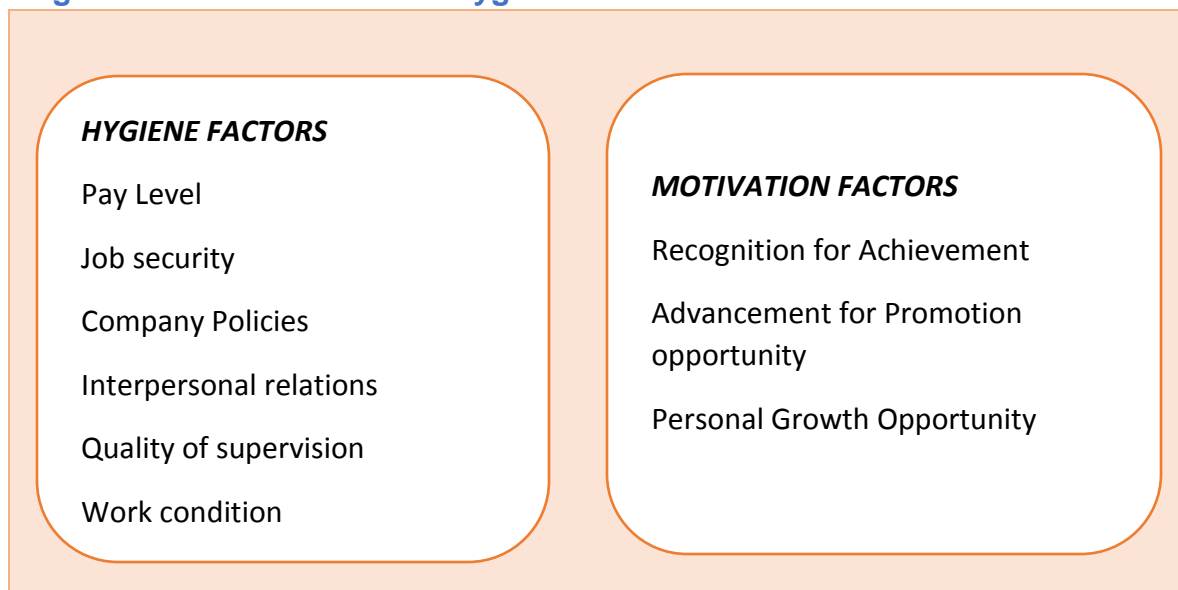 HYGIENE FACTORS
Pay Level
Job security
Company Policies
Interpersonal relations
Quality of supervision
Work condition
MOTIVATION FACTORS
Recognition for Achievement
Advancement for Promotion
opportunity
Personal Growth Opportunity